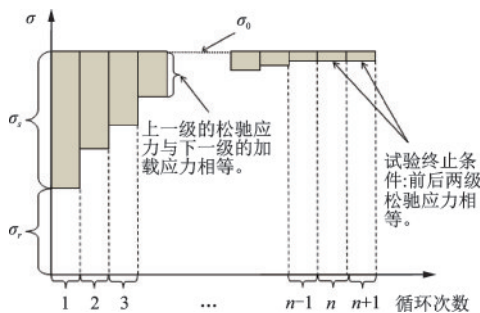 σ
σ₀
σₛ
上一级的松驰应
力与下一级的加
载应力相等。
试验终止条
件:前后两级
松驰应力相
等。
σᵣ
1 2 3 ... n−1 n n+1 循环次数